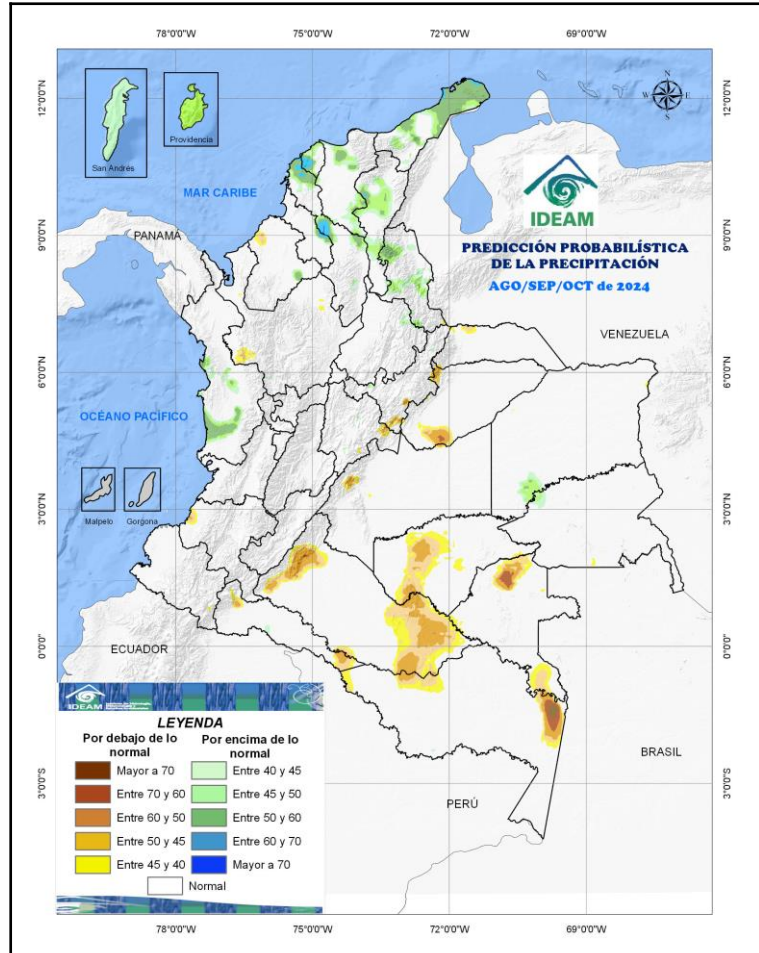 78°0'0"W
75°0'0"W
72°0'0"W
69°0'0"W
12°0'0"N
12°0'0"N
N
W
E
S
San Andrés
Providencia
MAR CARIBE
IDEAM
9°0'0"N
9°0'0"N
PANAMÁ
PREDICCIÓN PROBABILÍSTICA
DE LA PRECIPITACIÓN
AGO/SEP/OCT de 2024
VENEZUELA
6°0'0"N
6°0'0"N
OCÉANO PACÍFICO
Malpelo
Gorgona
3°0'0"N
3°0'0"N
ECUADOR
0°0'0"
0°0'0"
BRASIL
PERÚ
3°0'0"S
3°0'0"S
IDEAM
LEYENDA
Por debajo de lo
normal
Por encima de lo
normal
Mayor a 70
Entre 40 y 45
Entre 70 y 60
Entre 45 y 50
Entre 60 y 50
Entre 50 y 60
Entre 50 y 45
Entre 60 y 70
Entre 45 y 40
Mayor a 70
Normal
78°0'0"W
75°0'0"W
72°0'0"W
69°0'0"W